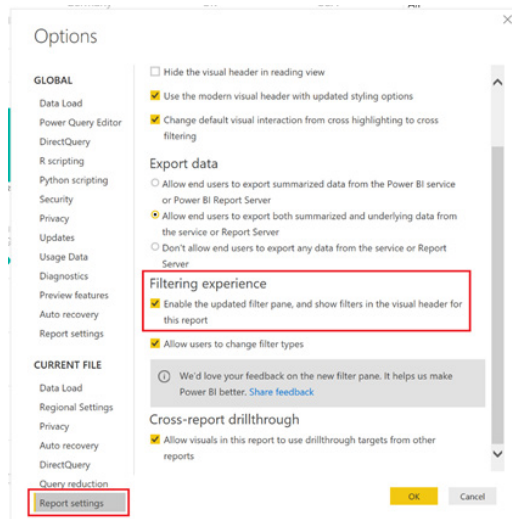 Options
GLOBAL
Data Load
Power Query Editor
DirectQuery
R scripting
Python scripting
Security
Privacy
Updates
Usage Data
Diagnostics
Preview features
Auto recovery
Report settings
CURRENT FILE
Data Load
Regional Settings
Privacy
Auto recovery
DirectQuery
Query reduction
Report settings
Hide the visual header in reading view
Use the modern visual header with updated styling options
Change default visual interaction from cross highlighting to cross
filtering
Export data
Allow end users to export summarized data from the Power BI service
or Power BI Report Server
Allow end users to export both summarized and underlying data from
the service or Report Server
Don't allow end users to export any data from the service or Report
Server
Filtering experience
Enable the updated filter pane, and show filters in the visual header for
this report
Allow users to change filter types
We'd love your feedback on the new filter pane. It helps us make
Power BI better. Share feedback
Cross-report drillthrough
Allow visuals in this report to use drillthrough targets from other
reports
OK
Cancel